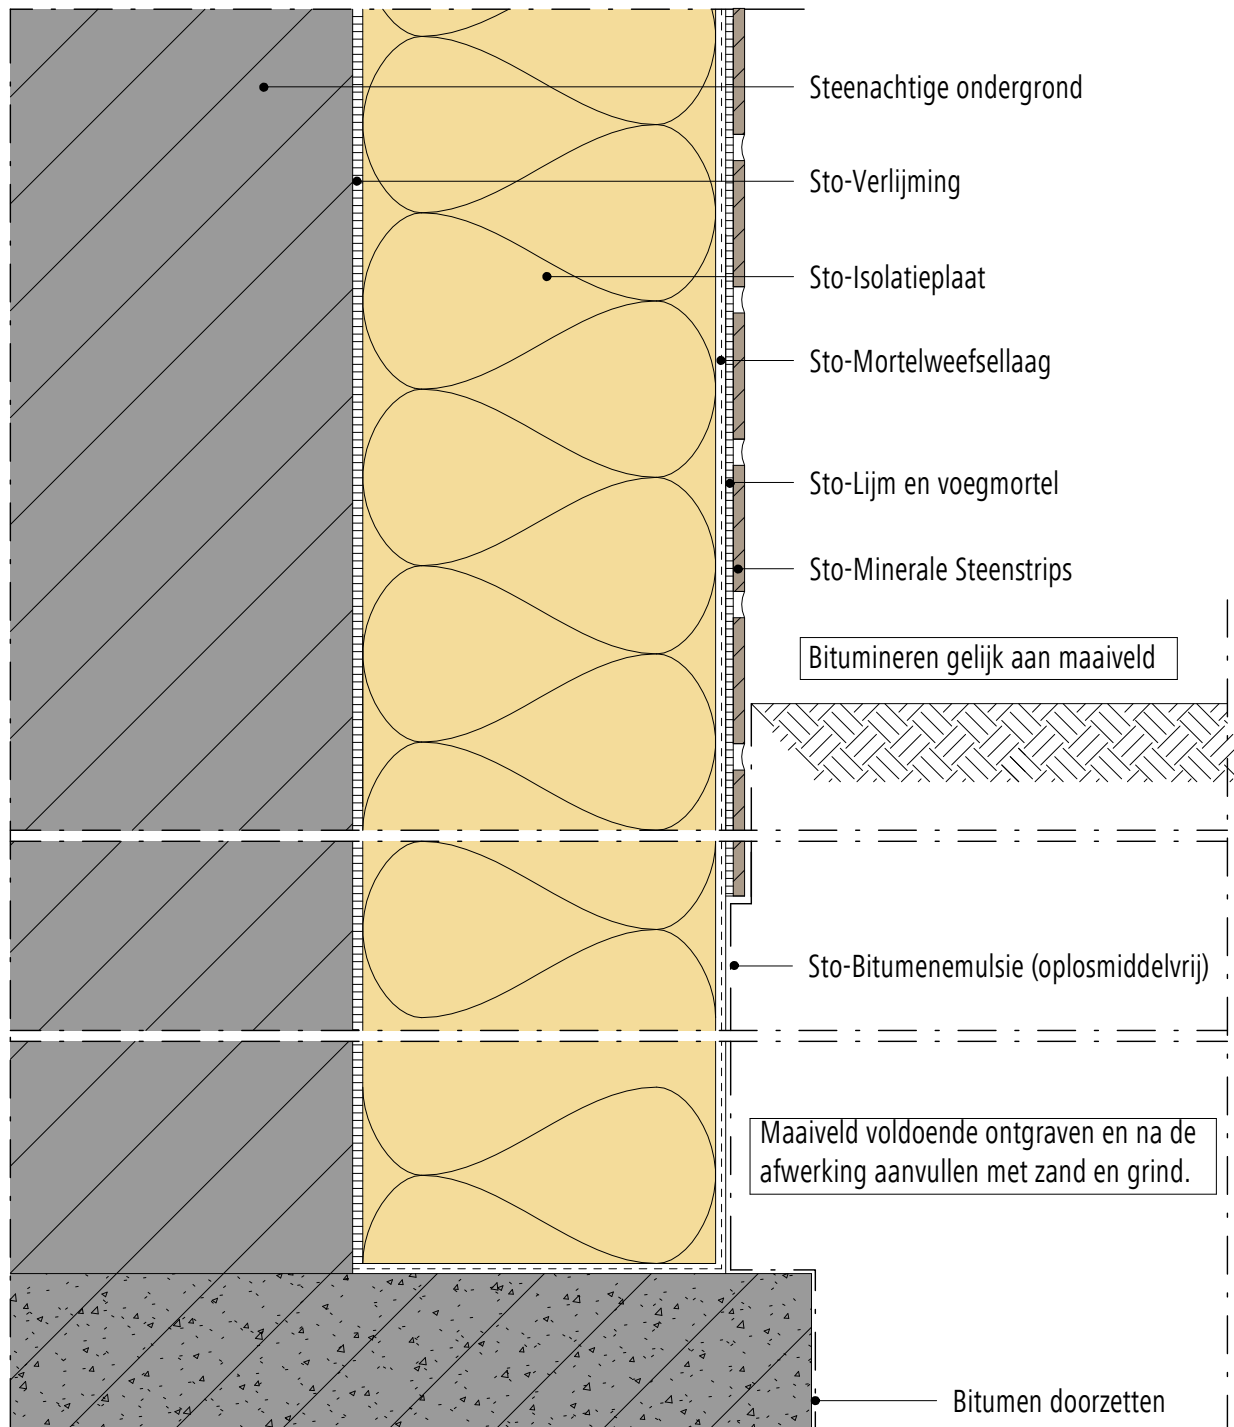 Steenachtige ondergrond
Sto-Verlijming
Sto-Isolatieplaat
Sto-Mortelweefsellaag
Sto-Lijm en voegmortel
Sto-Minerale Steenstrips
Bitumineren gelijk aan maaiveld
Sto-Bitumenemulsie (oplosmiddelvrij)
Maaiveld voldoende ontgraven en na de
afwerking aanvullen met zand en grind.
Bitumen doorzetten